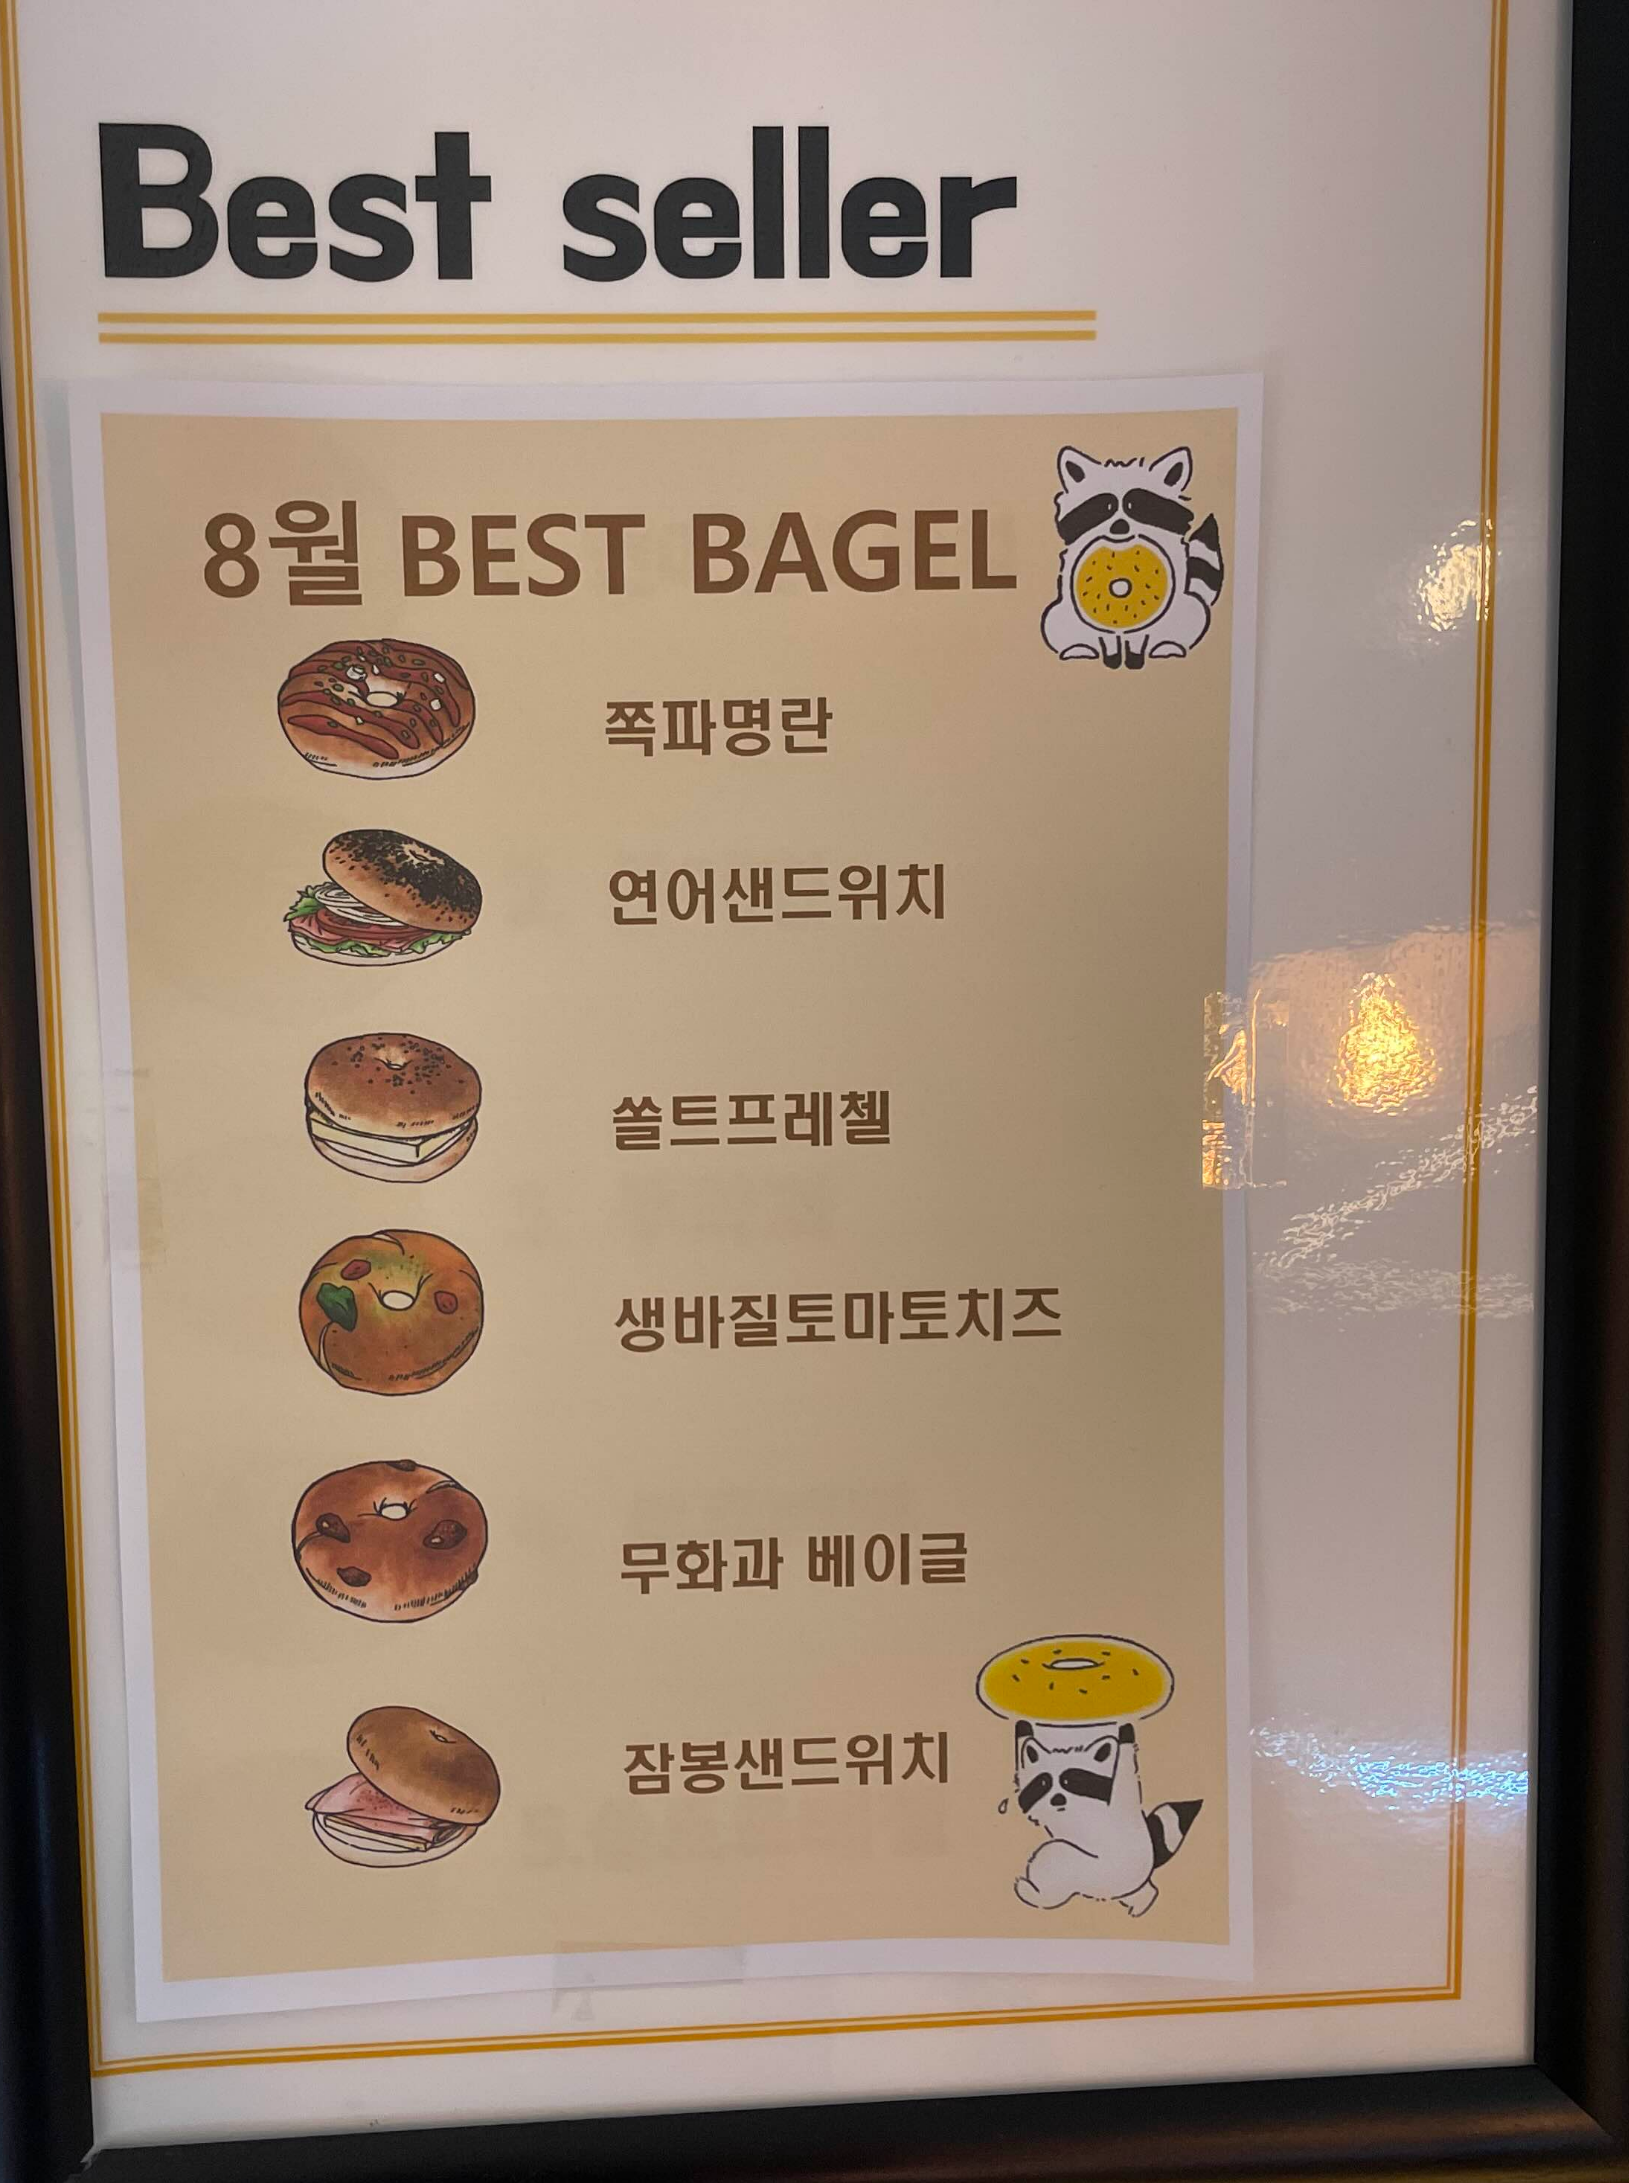 Best seller
8월 BEST BAGEL
쪽파명란
연어샌드위치
쏠트프레첼
생바질토마토치즈
무화과 베이글
잠봉샌드위치